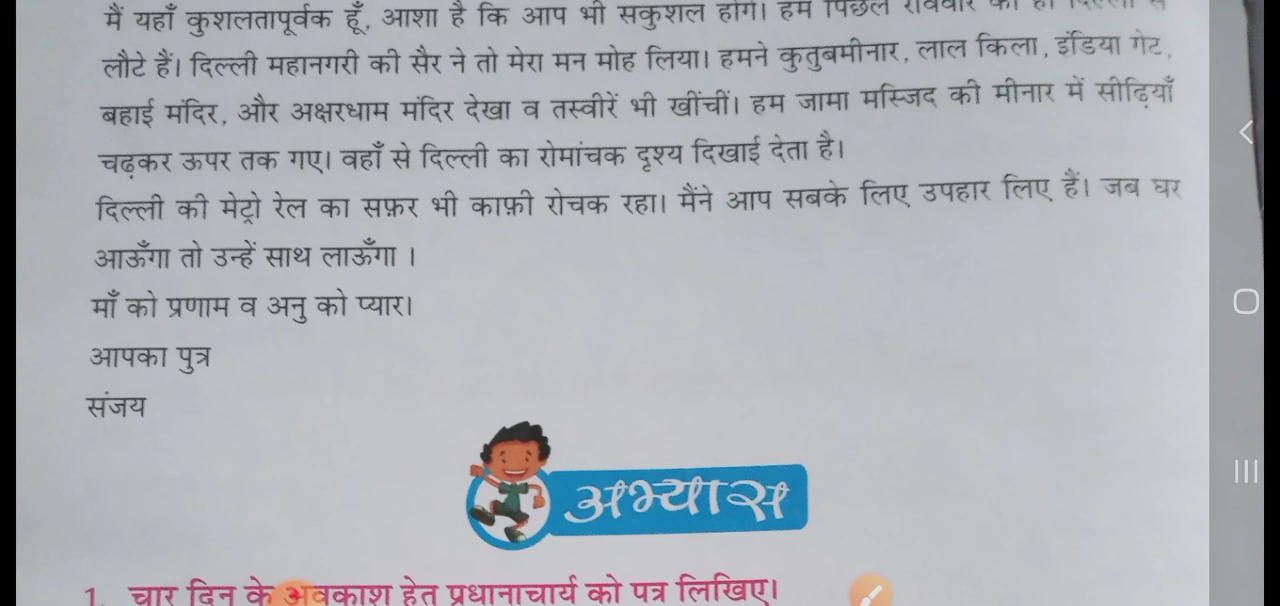 मैं यहाँ कुशलतापूर्वक हूँ, आशा है कि आप भी सकुशल होंगे। हम पिछले रविवार को ही दिल्ली से
लौटे हैं। दिल्ली महानगरी की सैर ने तो मेरा मन मोह लिया। हमने कुतुबमीनार, लाल किला, इंडिया गेट,
बहाई मंदिर, और अक्षरधाम मंदिर देखा व तस्वीरें भी खींचीं। हम जामा मस्जिद की मीनार में सीढ़ियाँ
चढ़कर ऊपर तक गए। वहाँ से दिल्ली का रोमांचक दृश्य दिखाई देता है।
दिल्ली की मेट्रो रेल का सफ़र भी काफ़ी रोचक रहा। मैंने आप सबके लिए उपहार लिए हैं। जब घर
आऊँगा तो उन्हें साथ लाऊँगा ।
माँ को प्रणाम व अनु को प्यार।
आपका पुत्र
संजय
अभ्यास
1. चार दिन के अवकाश हेतु प्रधानाचार्य को पत्र लिखिए।